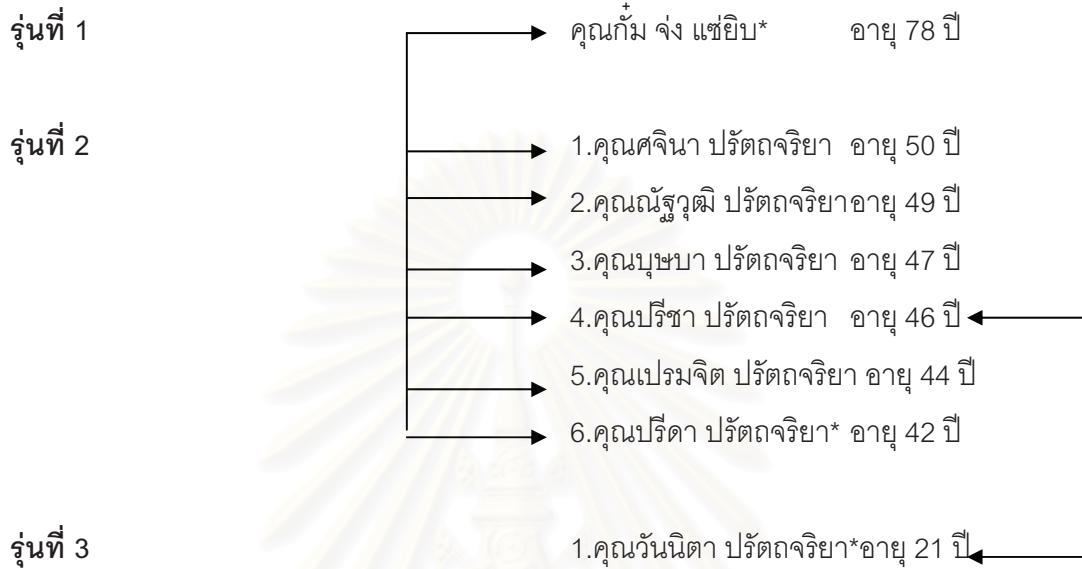 รุ่นที่ 1 คุณกั๋ม จ่ง แซ่ยิบ* อายุ 78 ปี
รุ่นที่ 2 1.คุณศจินา ปรัตถจริยา อายุ 50 ปี
2.คุณณัฐวุฒิ ปรัตถจริยาอายุ 49 ปี
3.คุณบุษบา ปรัตถจริยา อายุ 47 ปี
4.คุณปรีชา ปรัตถจริยา อายุ 46 ปี
5.คุณเปรมจิต ปรัตถจริยา อายุ 44 ปี
6.คุณปรีดา ปรัตถจริยา* อายุ 42 ปี
รุ่นที่ 3 1.คุณวันนิตา ปรัตถจริยา*อายุ 21 ปี